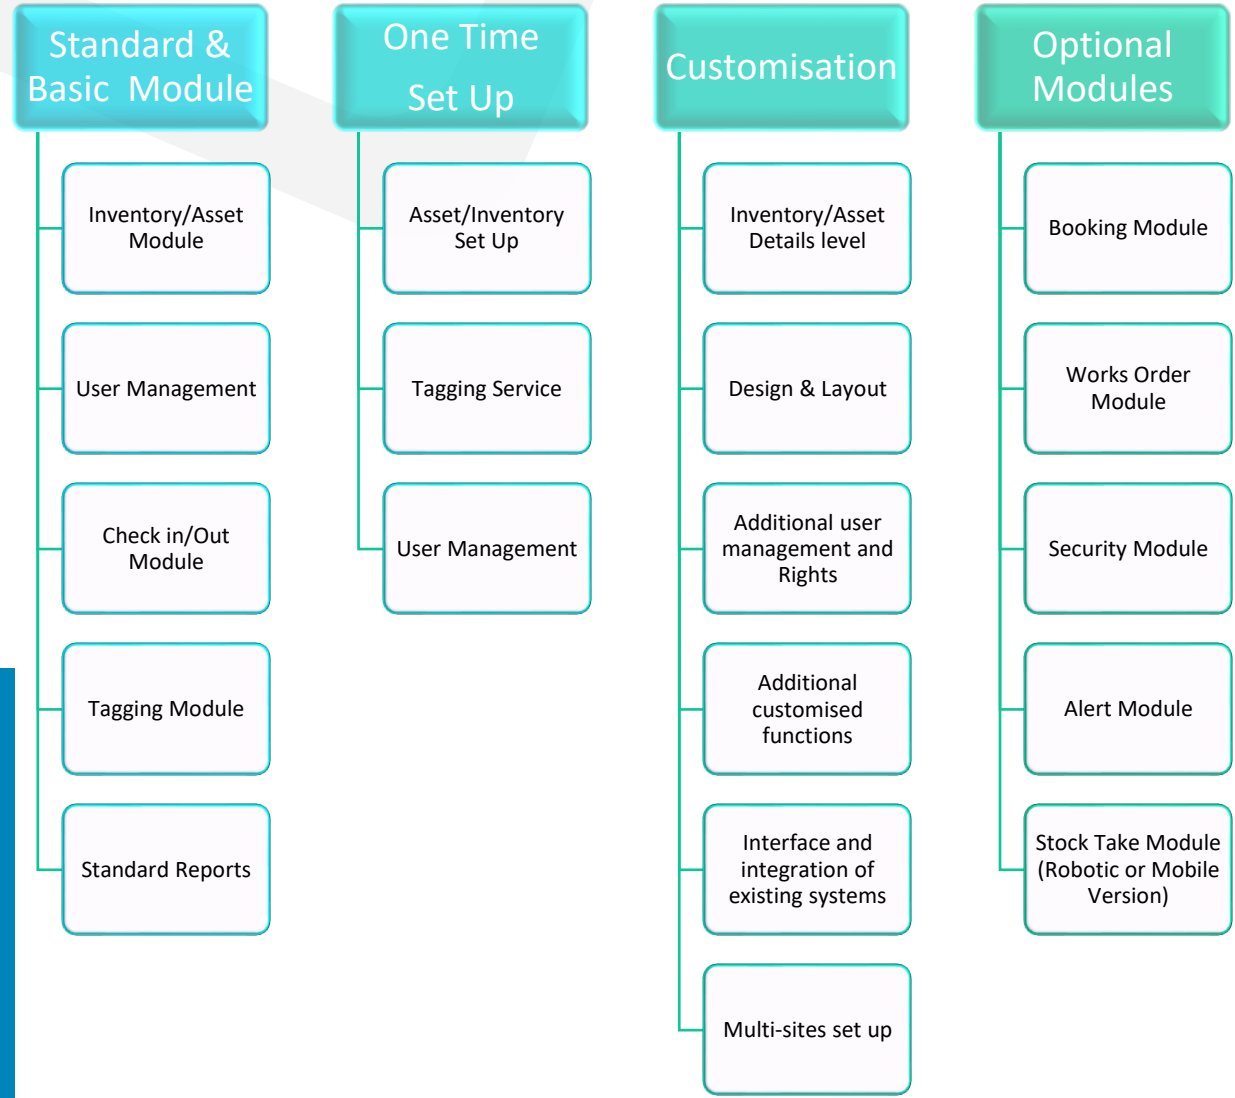 Standard &
Basic Module
Inventory/Asset
Module
User Management
Check in/Out
Module
Tagging Module
Standard Reports
One Time
Set Up
Asset/Inventory
Set Up
Tagging Service
User Management
Customisation
Inventory/Asset
Details level
Design & Layout
Additional user
management and
Rights
Additional
customised
functions
Interface and
integration of
existing systems
Multi-sites set up
Optional
Modules
Booking Module
Works Order
Module
Security Module
Alert Module
Stock Take Module
(Robotic or Mobile
Version)